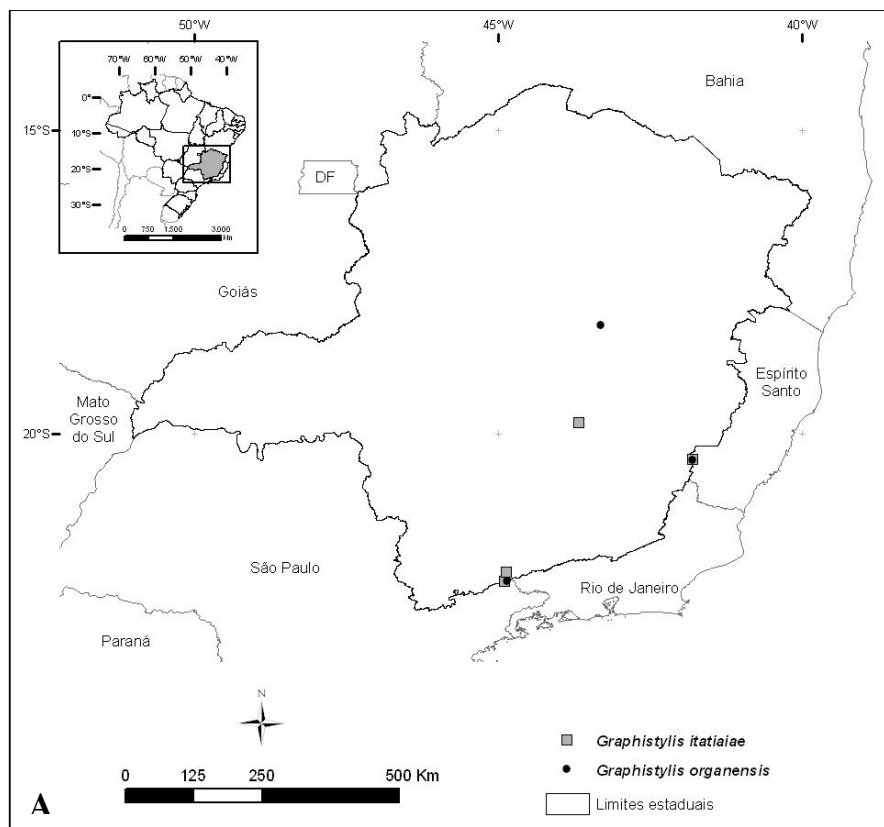 50°W 45°W 40°W
70°W 60°W 50°W 40°W
0°
10°S
20°S
30°S
0 750 1.500 3.000
Km
Bahia
15°S
DF
Goiás
Mato
Grosso
do Sul
Espírito
Santo
20°S
São Paulo
Rio de Janeiro
Paraná
N
Graphistylis itatiaiae
Graphistylis organensis
Limites estaduais
0 125 250 500 Km
A